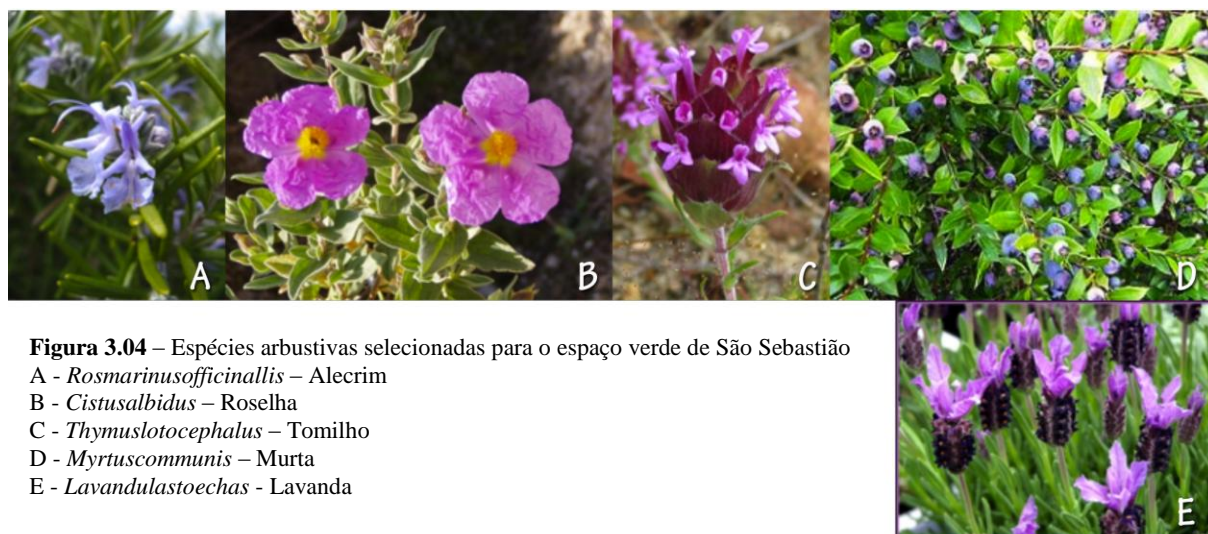 A
B
C
D
Figura 3.04 – Espécies arbustivas selecionadas para o espaço verde de São Sebastião
A - Rosmarinusofficinallis – Alecrim
B - Cistusalbidus – Roselha
C - Thymuslotocephalus – Tomilho
D - Myrtuscommunis – Murta
E - Lavandulastoechas - Lavanda
E